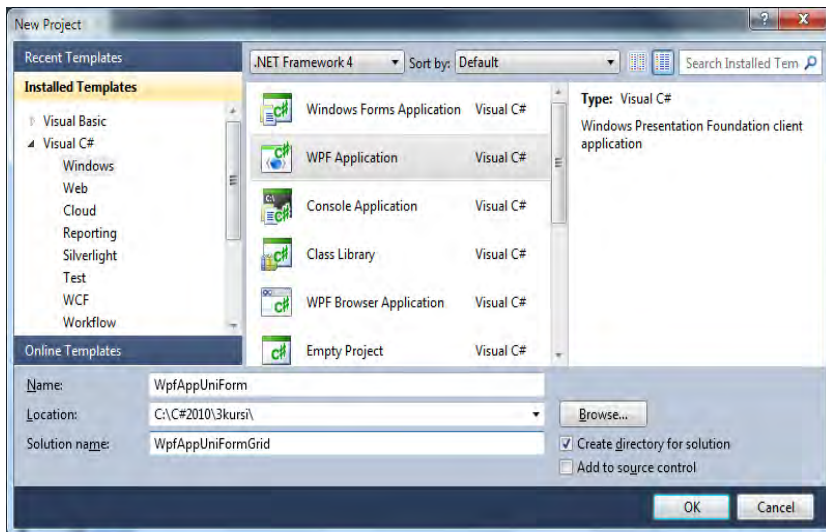 New Project
Recent Templates
.NET Framework 4 Sort by: Default Search Installed Tem
Installed Templates
Visual Basic
Visual C#
Windows
Web
Cloud
Reporting
Silverlight
Test
WCF
Workflow
Online Templates
Windows Forms Application Visual C#
WPF Application Visual C#
Console Application Visual C#
Class Library Visual C#
WPF Browser Application Visual C#
Empty Project Visual C#
Type: Visual C#
Windows Presentation Foundation client
application
Name: WpfAppUniForm
Location: C:\C#2010\3kursi\ Browse...
Solution name: WpfAppUniFormGrid
Create directory for solution
Add to source control
OK Cancel